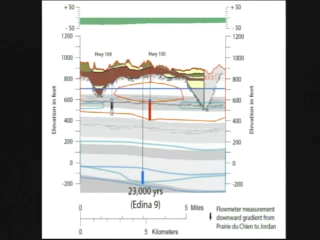 + 50
+ 50
- 50
- 50
1200
1200
Hwy 169
Hwy 100
1000
1000
800
800
600
600
400
400
200
200
0
0
-200
-200
Elevation in feet
Elevation in feet
23,000 yrs
(Edina 9)
0
5 Miles
0
5 Kilometers
Flowmeter measurement
downward gradient from
Prairie du Chien to Jordan